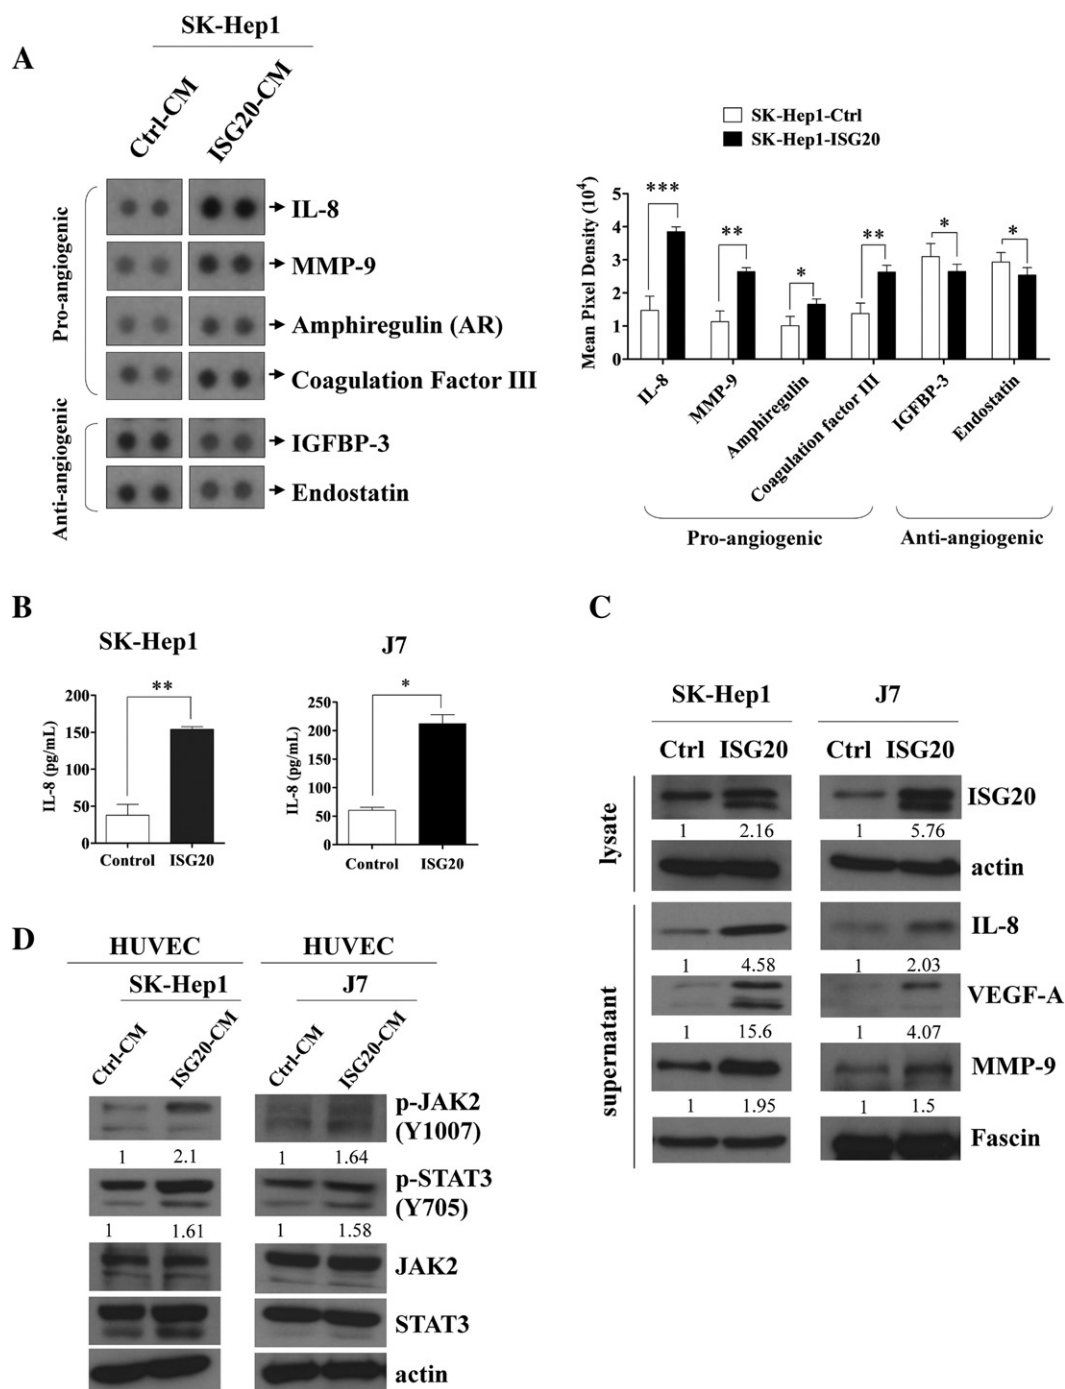 A
SK-Hep1
Ctrl-CM
ISG20-CM
Pro-angiogenic
IL-8
MMP-9
Amphiregulin (AR)
Coagulation Factor III
Anti-angiogenic
IGFBP-3
Endostatin
SK-Hep1-Ctrl
SK-Hep1-ISG20
Mean Pixel Density (10⁴)
5
4
3
2
1
0
***
**
*
**
*
*
IL-8
MMP-9
Amphiregulin
Coagulation factor III
IGFBP-3
Endostatin
Pro-angiogenic
Anti-angiogenic
B
SK-Hep1
IL-8 (pg/mL)
200
150
100
50
0
**
Control ISG20
J7
IL-8 (pg/mL)
250
200
150
100
50
0
*
Control ISG20
C
SK-Hep1 J7
Ctrl ISG20 Ctrl ISG20
lysate
ISG20
1 2.16 1 5.76
actin
supernatant
IL-8
1 4.58 1 2.03
VEGF-A
1 15.6 1 4.07
MMP-9
1 1.95 1 1.5
Fascin
D
HUVEC HUVEC
SK-Hep1 J7
Ctrl-CM ISG20-CM Ctrl-CM ISG20-CM
p-JAK2
(Y1007)
1 2.1 1 1.64
p-STAT3
(Y705)
1 1.61 1 1.58
JAK2
STAT3
actin